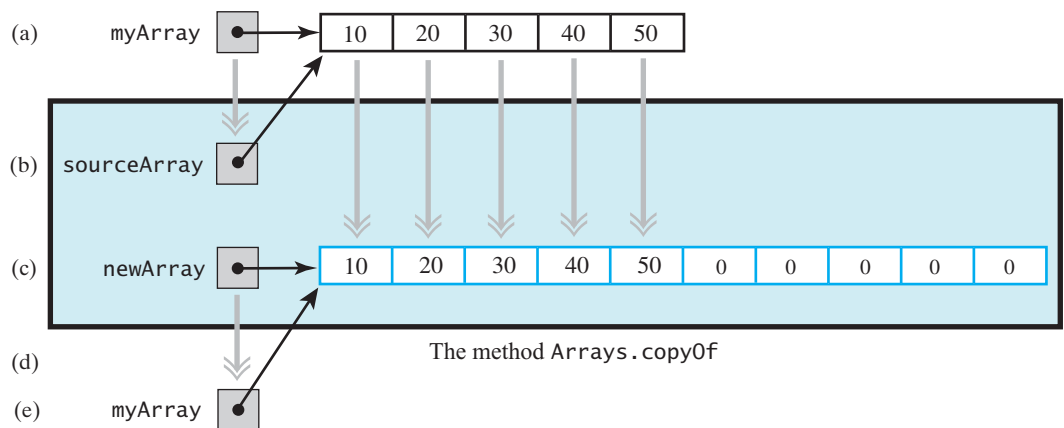 (a) myArray 10 20 30 40 50
(b) sourceArray
(c) newArray 10 20 30 40 50 0 0 0 0 0
The method Arrays.copyOf
(d)
(e) myArray